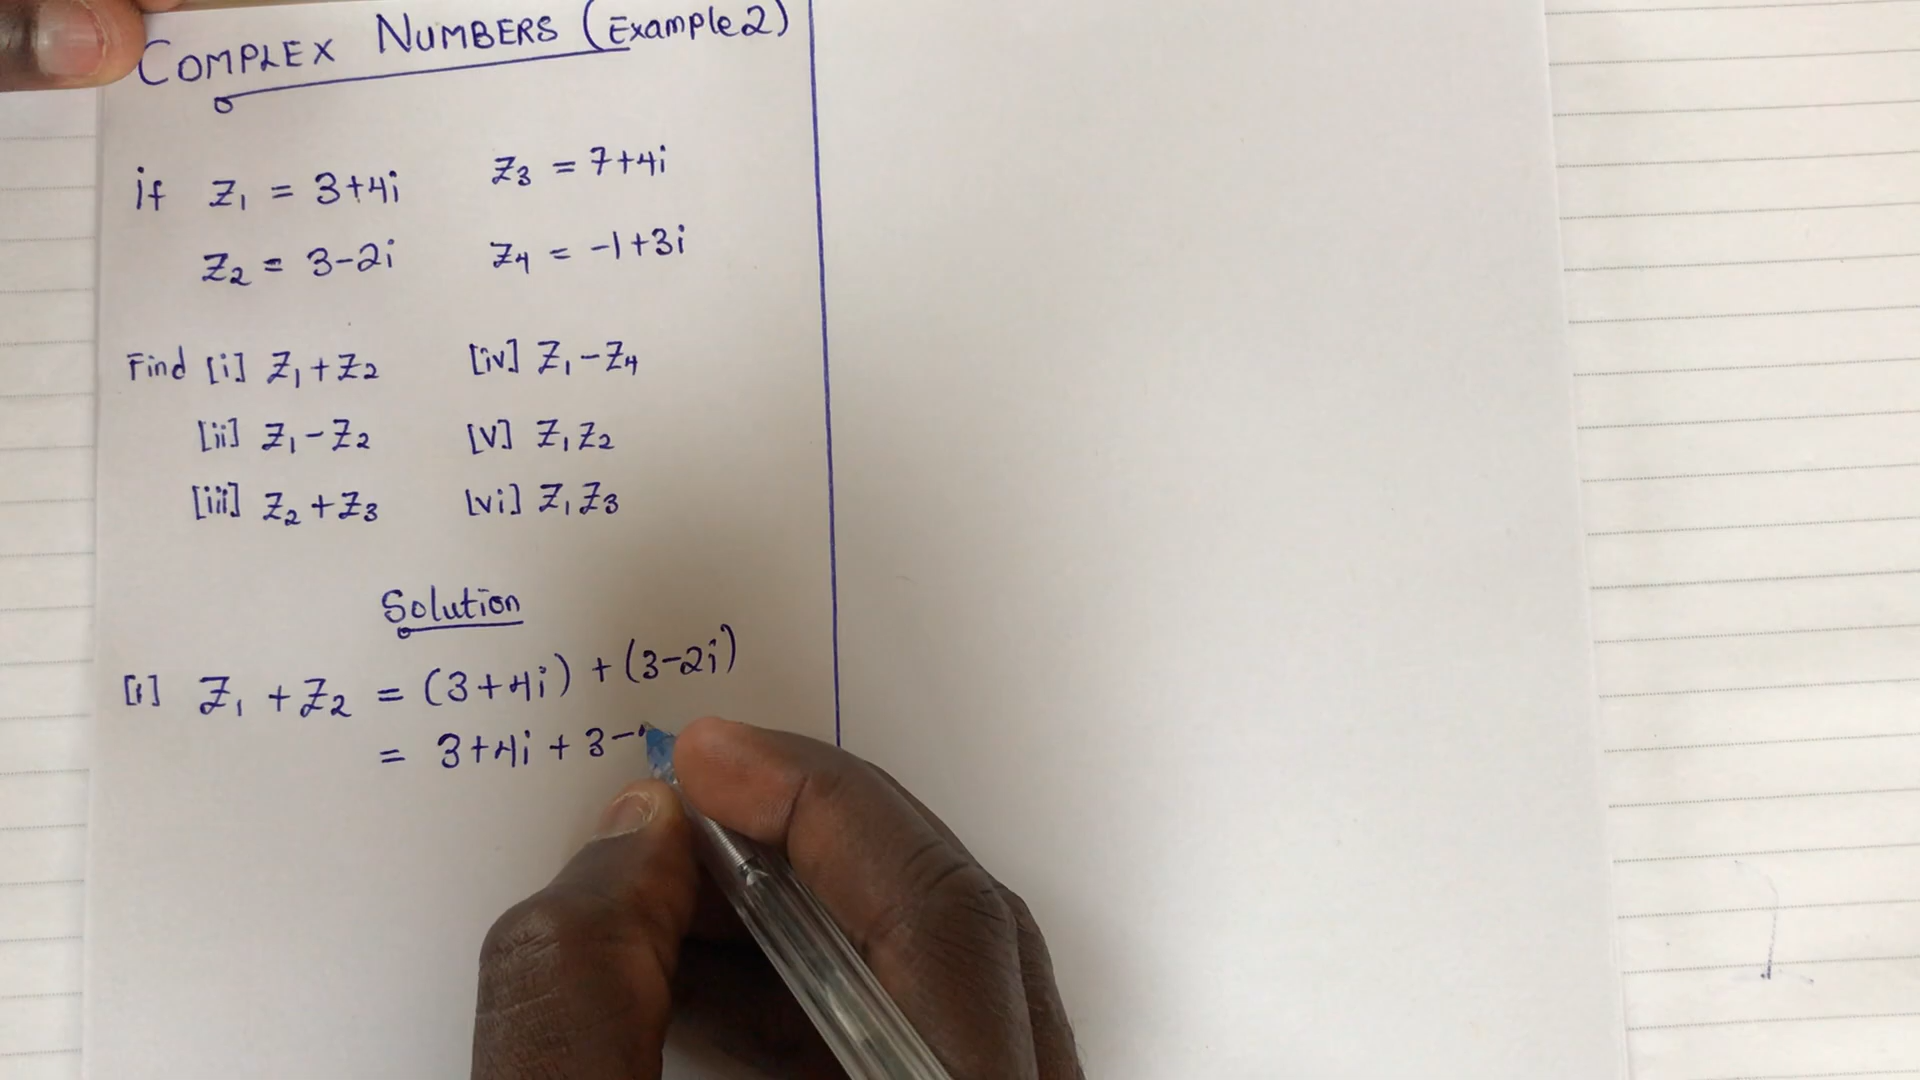 COMPLEX NUMBERS (Example 2)
if Z₁ = 3+4i Z₃ = 7+4i
Z₂ = 3-2i Z₄ = -1+3i
Find [i] Z₁+Z₂ [iv] Z₁-Z₄
[ii] Z₁-Z₂ [v] Z₁Z₂
[iii] Z₂+Z₃ [vi] Z₁Z₃
Solution
[i] Z₁+Z₂ = (3+4i) + (3-2i)
= 3+4i + 3-